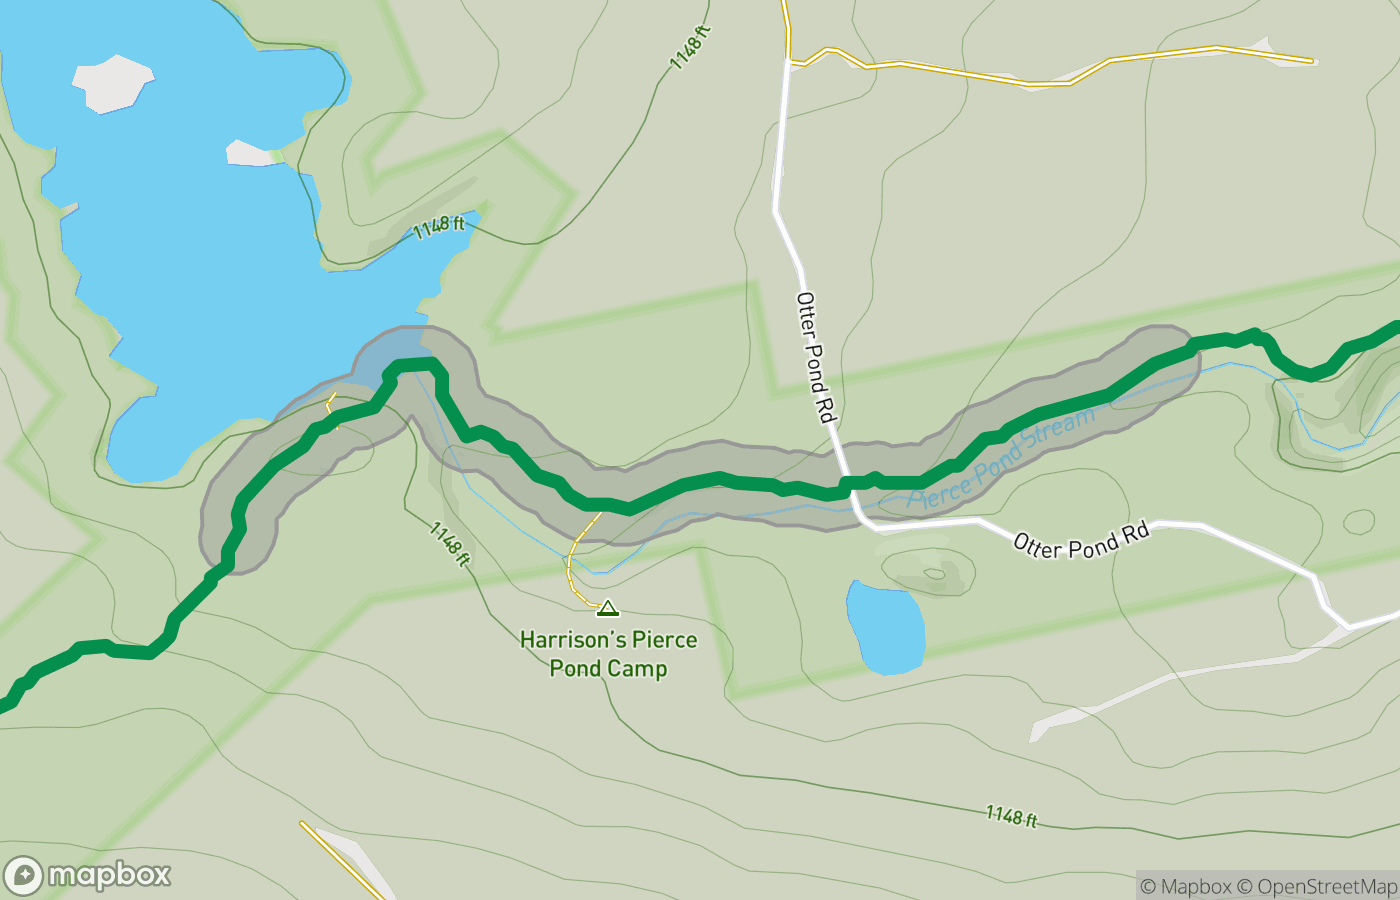 1148 ft
1148 ft
Otter Pond Rd
Pierce Pond Stream
1148 ft
Otter Pond Rd
Harrison's Pierce
Pond Camp
1148 ft
mapbox
© Mapbox © OpenStreetMap